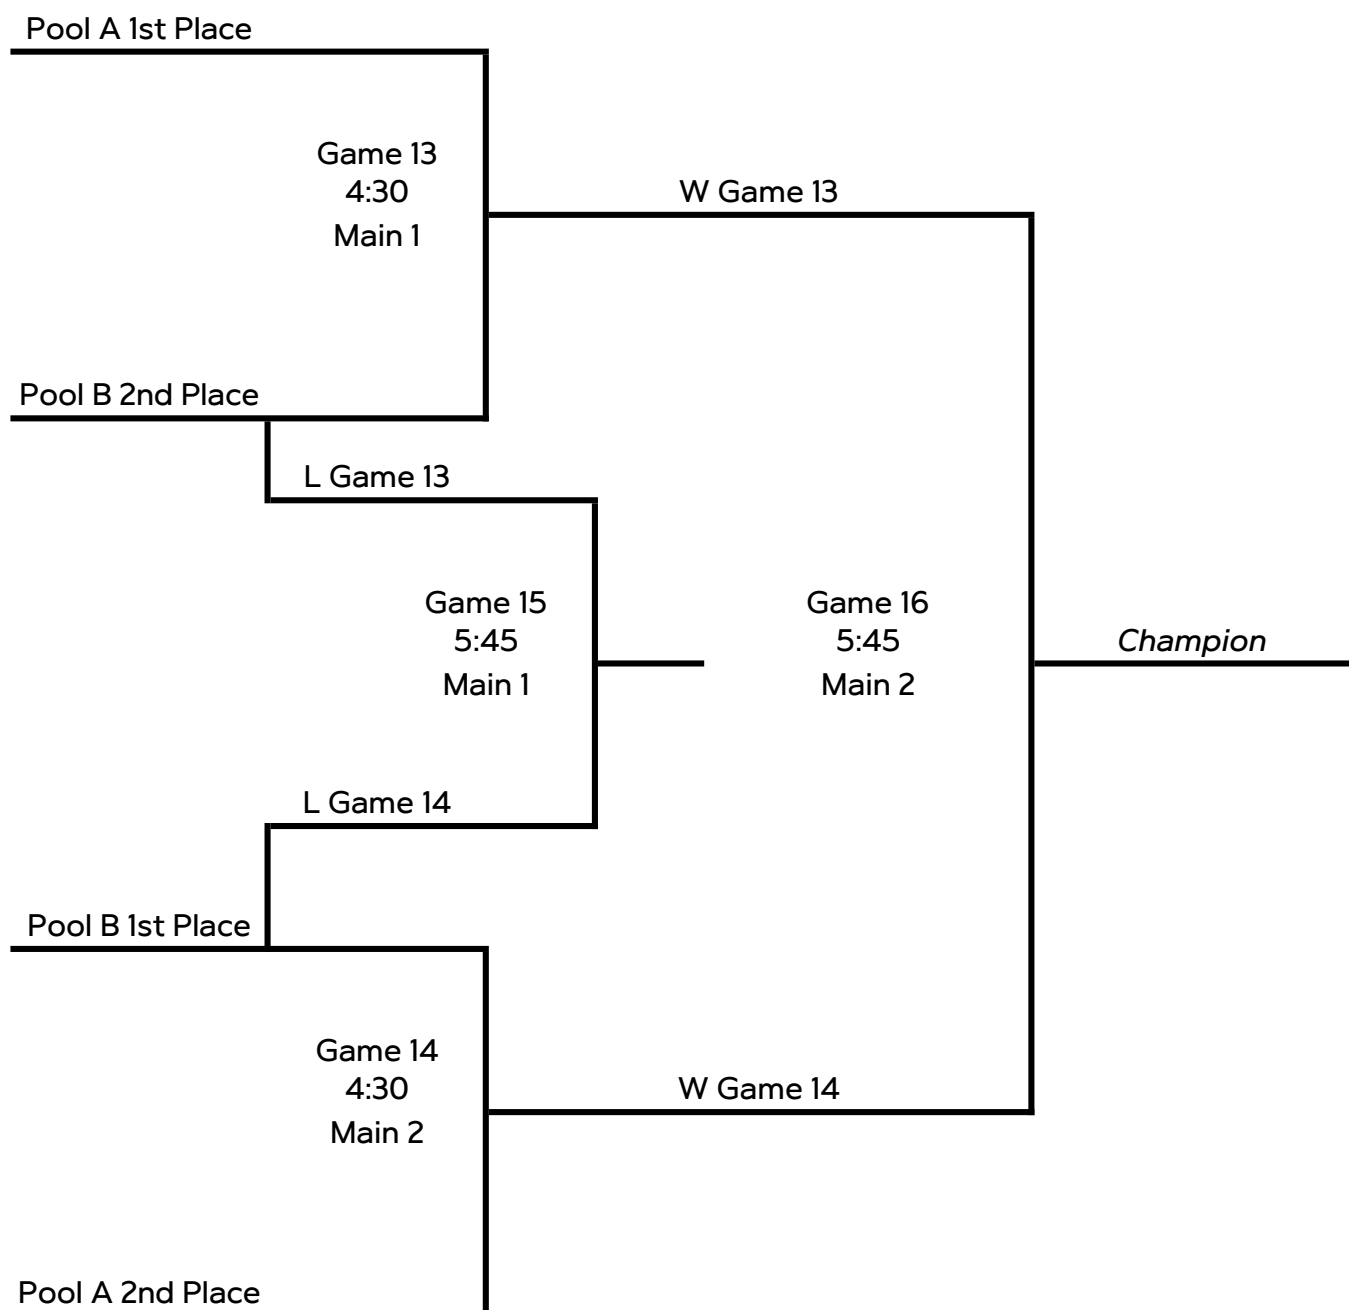 Pool A 1st Place
Game 13
4:30
Main 1
W Game 13
Pool B 2nd Place
L Game 13
Game 15
5:45
Main 1
Game 16
5:45
Main 2
Champion
L Game 14
Pool B 1st Place
Game 14
4:30
Main 2
W Game 14
Pool A 2nd Place